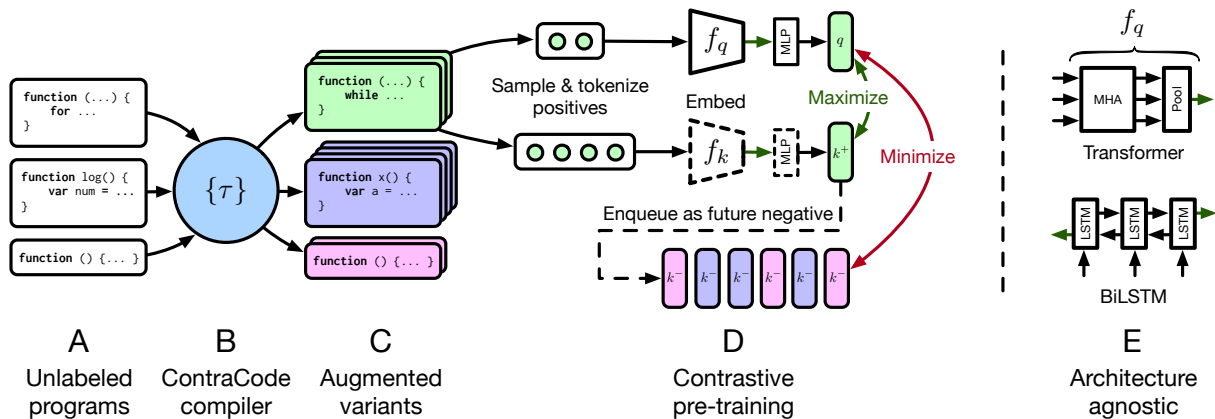 function (...) {
for ...
}
function log() {
var num = ...
}
function () {... }
{τ}
function (...) {
while ...
}
function x() {
var a = ...
}
function () {... }
Sample & tokenize
positives
f_q
MLP
q
Embed
Maximize
f_k
MLP
k⁺
Minimize
Enqueue as future negative
k⁻ k⁻ k⁻ k⁻ k⁻ k⁻
f_q
MHA
Pool
Transformer
LSTM LSTM LSTM
BiLSTM
A
Unlabeled
programs
B
ContraCode
compiler
C
Augmented
variants
D
Contrastive
pre-training
E
Architecture
agnostic